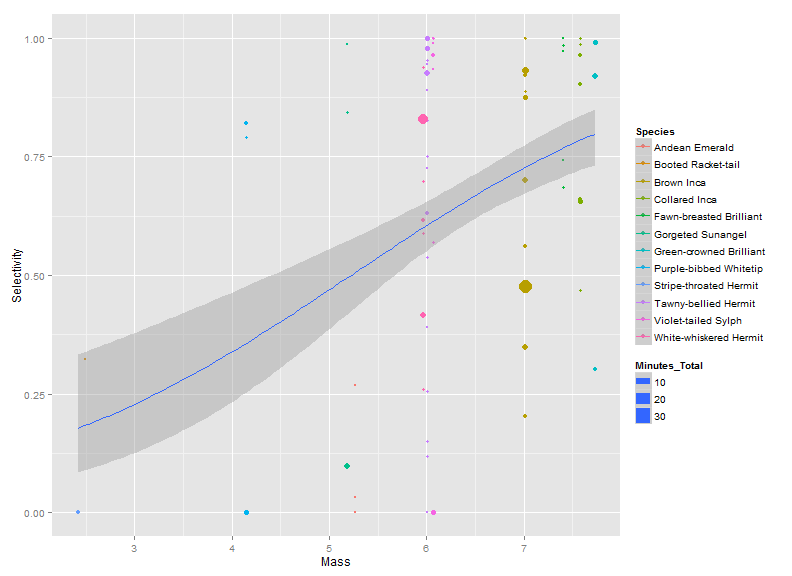 1.00
0.75
0.50
0.25
0.00
Selectivity
3 4 5 6 7
Mass
Species
Andean Emerald
Booted Racket-tail
Brown Inca
Collared Inca
Fawn-breasted Brilliant
Gorgeted Sunangel
Green-crowned Brilliant
Purple-bibbed Whitetip
Stripe-throated Hermit
Tawny-bellied Hermit
Violet-tailed Sylph
White-whiskered Hermit
Minutes_Total
10
20
30